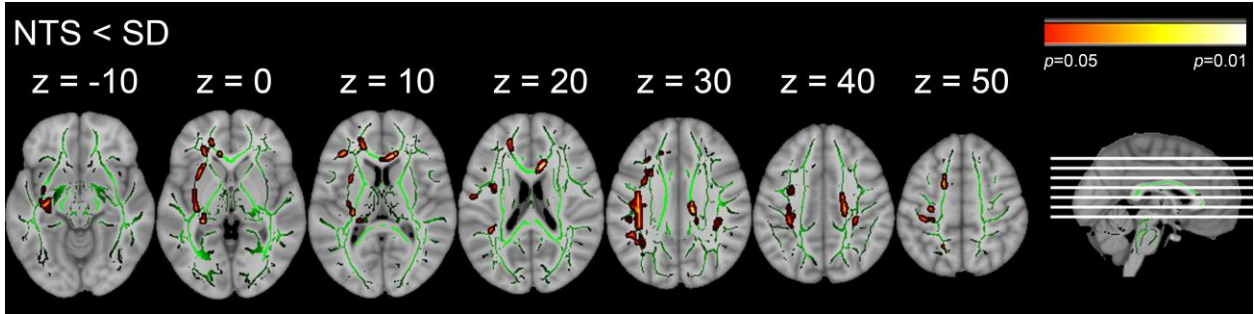 NTS < SD
z = -10 z = 0 z = 10 z = 20 z = 30 z = 40 z = 50
p=0.05 p=0.01